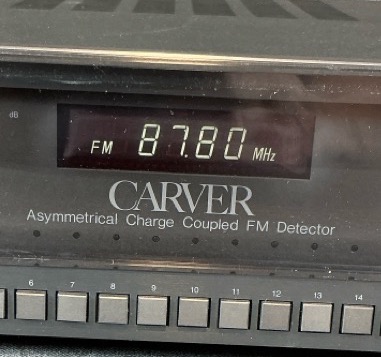 dB
FM 87.80 MHz
CARVER
Asymmetrical Charge Coupled FM Detector
6 7 8 9 10 11 12 13 14